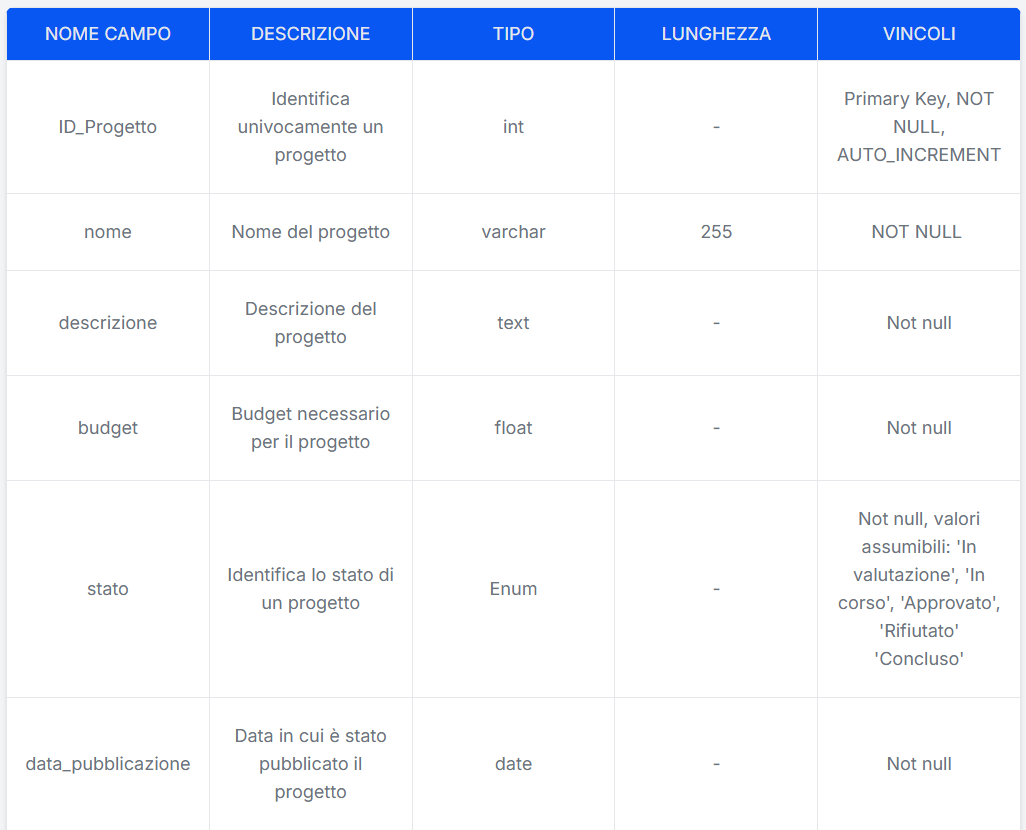 NOME CAMPO DESCRIZIONE TIPO LUNGHEZZA VINCOLI
ID_Progetto
Identifica
univocamente un
progetto
int
-
Primary Key, NOT
NULL,
AUTO_INCREMENT
nome
Nome del progetto
varchar
255
NOT NULL
descrizione
Descrizione del
progetto
text
-
Not null
budget
Budget necessario
per il progetto
float
-
Not null
stato
Identifica lo stato di
un progetto
Enum
-
Not null, valori
assumibili: 'In
valutazione', 'In
corso', 'Approvato',
'Rifiutato'
'Concluso'
data_pubblicazione
Data in cui è stato
pubblicato il
progetto
date
-
Not null